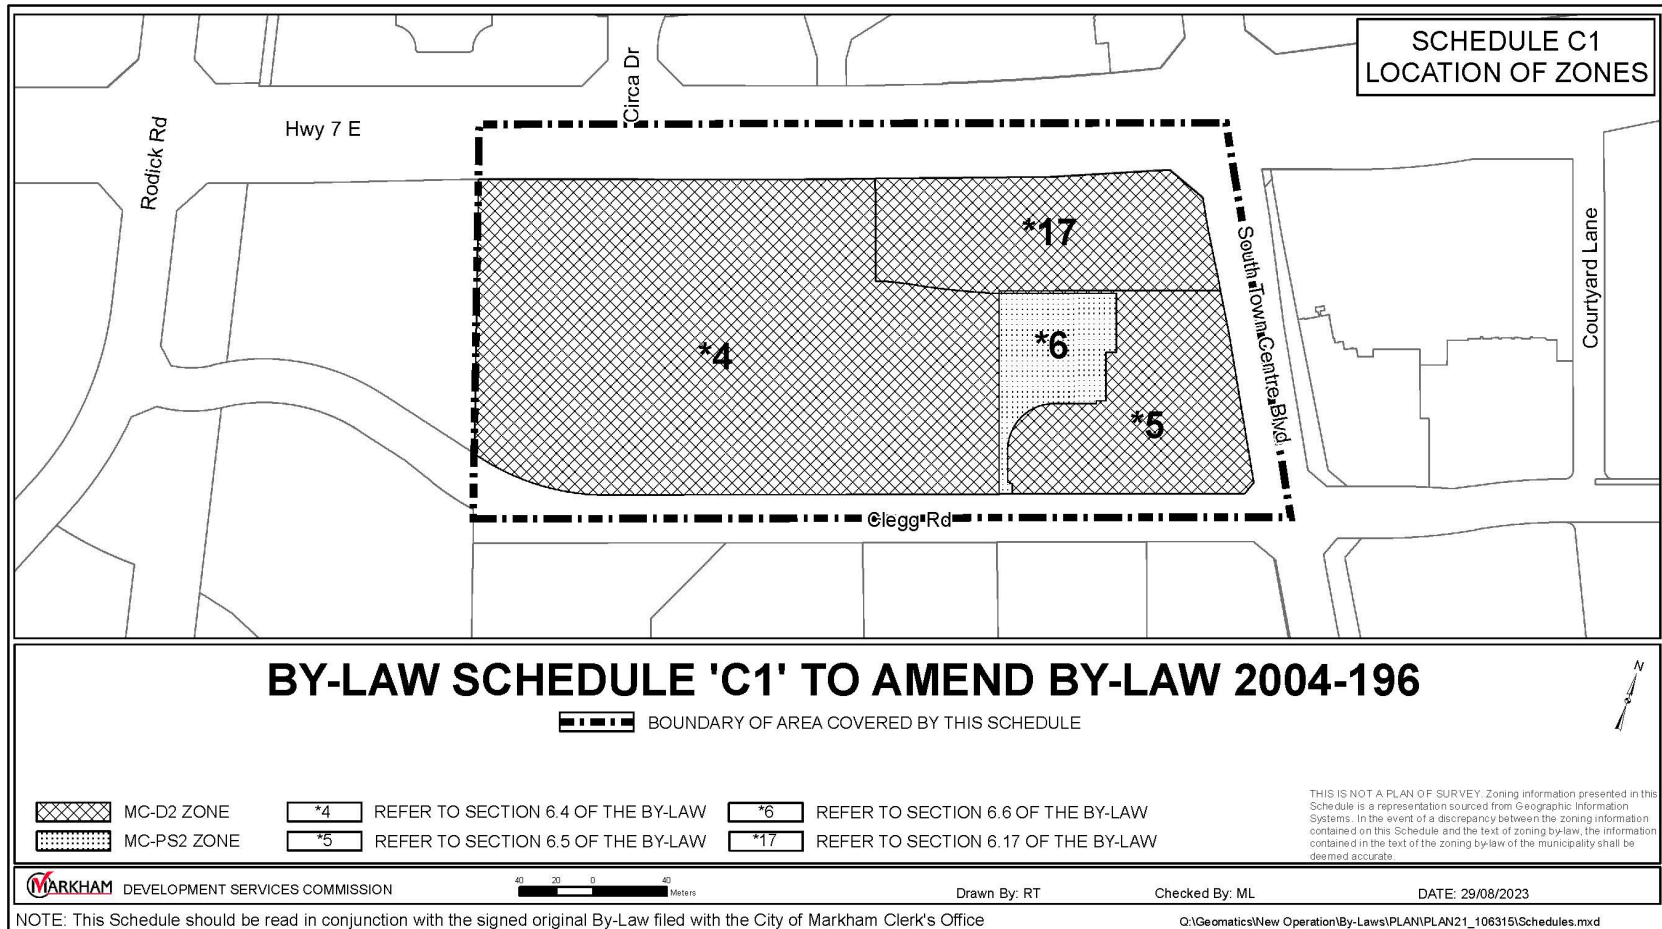 SCHEDULE C1
LOCATION OF ZONES
Circa Dr
Hwy 7 E
Rodick Rd
*17
South Town Centre Blvd
Courtyard Lane
*4
*6
*5
Clegg Rd
BY-LAW SCHEDULE 'C1' TO AMEND BY-LAW 2004-196
N
BOUNDARY OF AREA COVERED BY THIS SCHEDULE
MC-D2 ZONE
*4 REFER TO SECTION 6.4 OF THE BY-LAW
*6 REFER TO SECTION 6.6 OF THE BY-LAW
MC-PS2 ZONE
*5 REFER TO SECTION 6.5 OF THE BY-LAW
*17 REFER TO SECTION 6.17 OF THE BY-LAW
THIS IS NOT A PLAN OF SURVEY. Zoning information presented in this
Schedule is a representation sourced from Geographic Information
Systems. In the event of a discrepancy between the zoning information
contained on this Schedule and the text of zoning by-law, the information
contained in the text of the zoning by-law of the municipality shall be
deemed accurate.
MARKHAM DEVELOPMENT SERVICES COMMISSION
40 20 0 40
Meters
Drawn By: RT
Checked By: ML
DATE: 29/08/2023
NOTE: This Schedule should be read in conjunction with the signed original By-Law filed with the City of Markham Clerk's Office
Q:\Geomatics\New Operation\By-Laws\PLAN\PLAN21_106315\Schedules.mxd